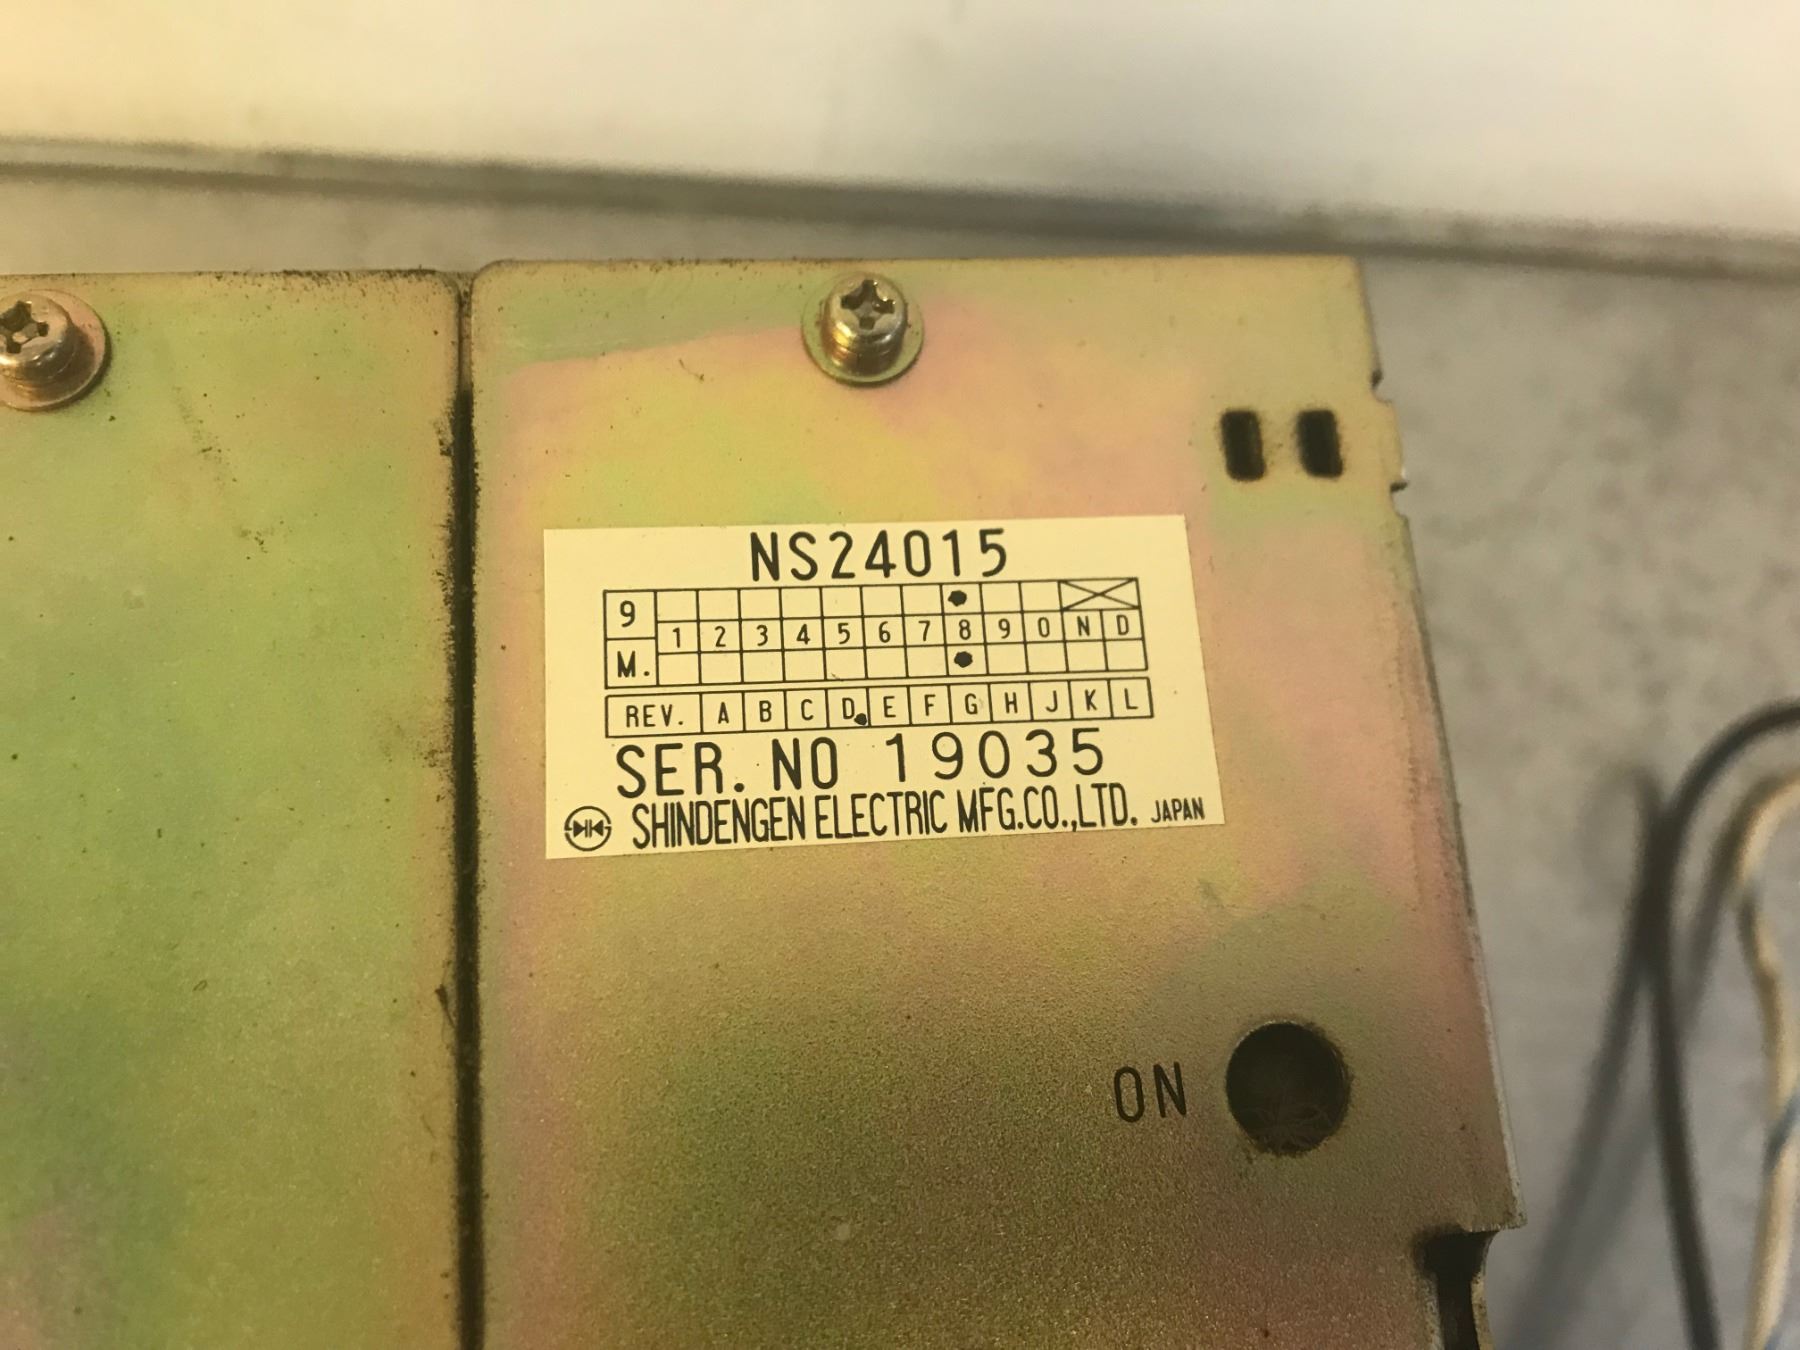 NS24015
9
1 2 3 4 5 6 7 8 9 0 N D
M.
REV. A B C D E F G H J K L
SER. NO 19035
SHINDENGEN ELECTRIC MFG.CO.,LTD. JAPAN
ON